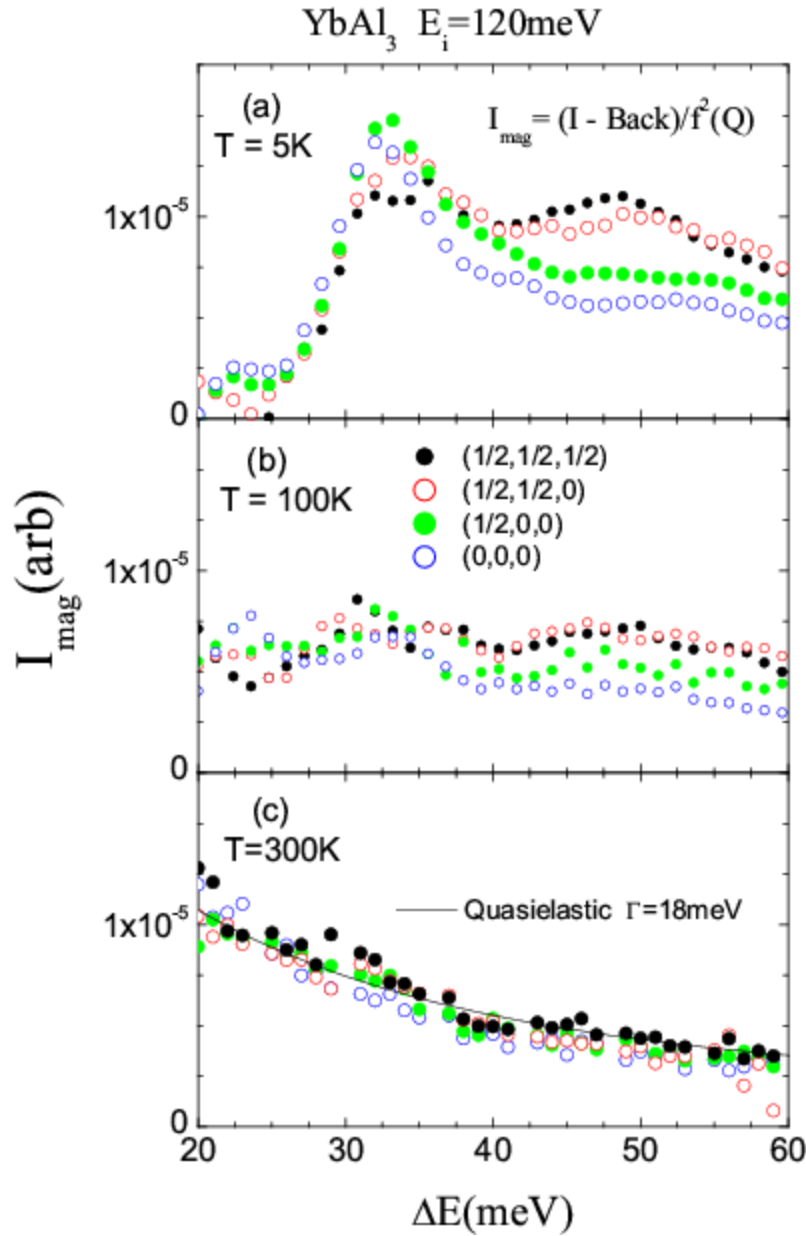 YbAl₃ Eᵢ=120meV
(a)
T = 5K
I_mag = (I - Back)/f²(Q)
1x10⁻⁵
0
(b)
T = 100K
(1/2,1/2,1/2)
(1/2,1/2,0)
(1/2,0,0)
(0,0,0)
1x10⁻⁵
0
I_mag (arb)
(c)
T=300K
Quasielastic Γ=18meV
1x10⁻⁵
0
20 30 40 50 60
ΔE(meV)